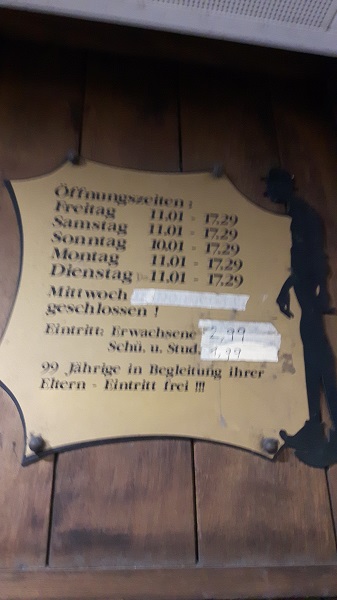 Öffnungszeiten :
Freitag 11.01 - 17.29
Samstag 11.01 - 17.29
Sonntag 10.01 - 17.29
Montag 11.01 - 17.29
Dienstag - 11.01 - 17.29
Mittwoch
geschlossen !
Eintritt: Erwachsene 2,99
Schü. u. Stud. 1,99
99 Jährige in Begleitung ihrer
Eltern - Eintritt frei !!!